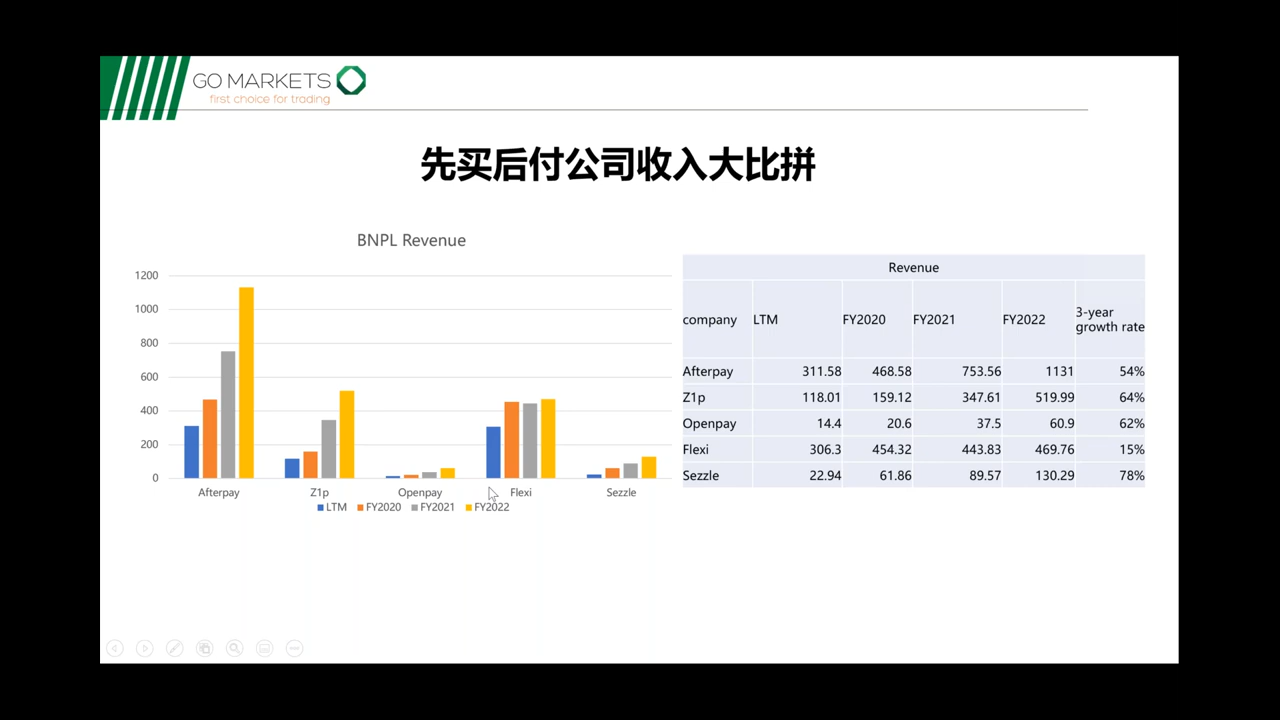 GO MARKETS
first choice for trading
先买后付公司收入大比拼
BNPL Revenue
1200
1000
800
600
400
200
0
Afterpay Z1p Openpay Flexi Sezzle
LTM FY2020 FY2021 FY2022
Revenue
company LTM FY2020 FY2021 FY2022 3-year growth rate
Afterpay 311.58 468.58 753.56 1131 54%
Z1p 118.01 159.12 347.61 519.99 64%
Openpay 14.4 20.6 37.5 60.9 62%
Flexi 306.3 454.32 443.83 469.76 15%
Sezzle 22.94 61.86 89.57 130.29 78%